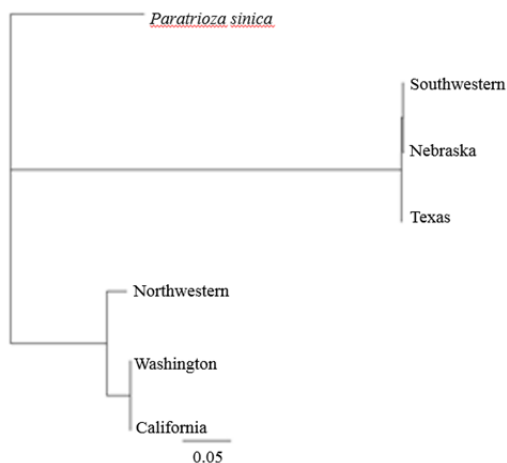 Paratrioza sinica
Southwestern
Nebraska
Texas
Northwestern
Washington
California
0.05